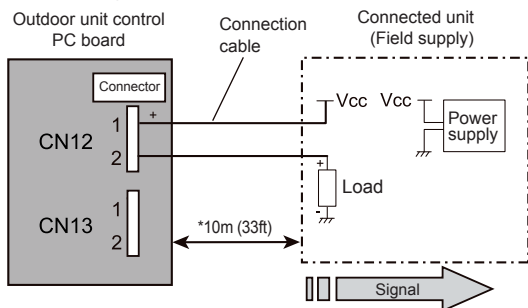 Outdoor unit control
PC board
Connection
cable
Connected unit
(Field supply)
Connector
CN12
1
+
2
CN13
1
2
*10m (33ft)
Vcc
Vcc
Power
supply
+
Load
-
Signal